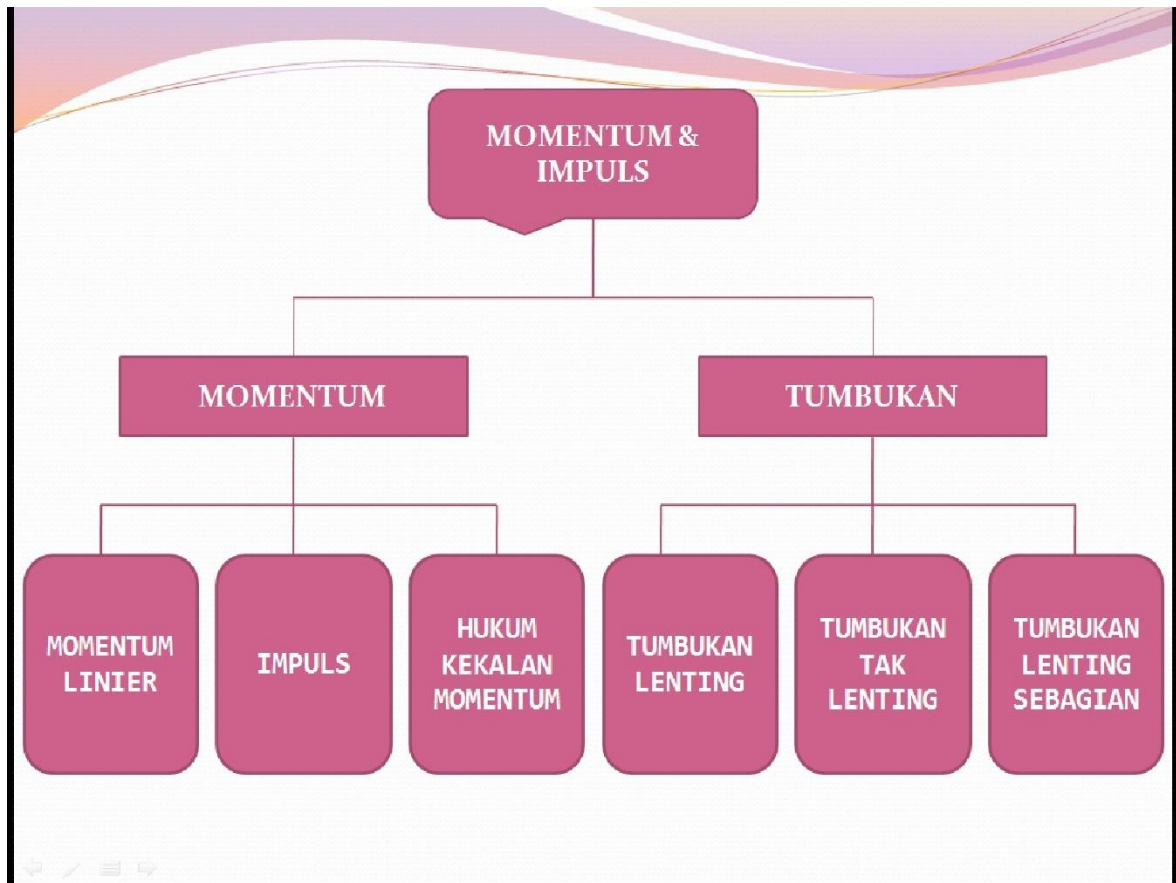 MOMENTUM &
IMPULS
MOMENTUM
TUMBUKAN
MOMENTUM
LINIER
IMPULS
HUKUM
KEKALAN
MOMENTUM
TUMBUKAN
LENTING
TUMBUKAN
TAK
LENTING
TUMBUKAN
LENTING
SEBAGIAN